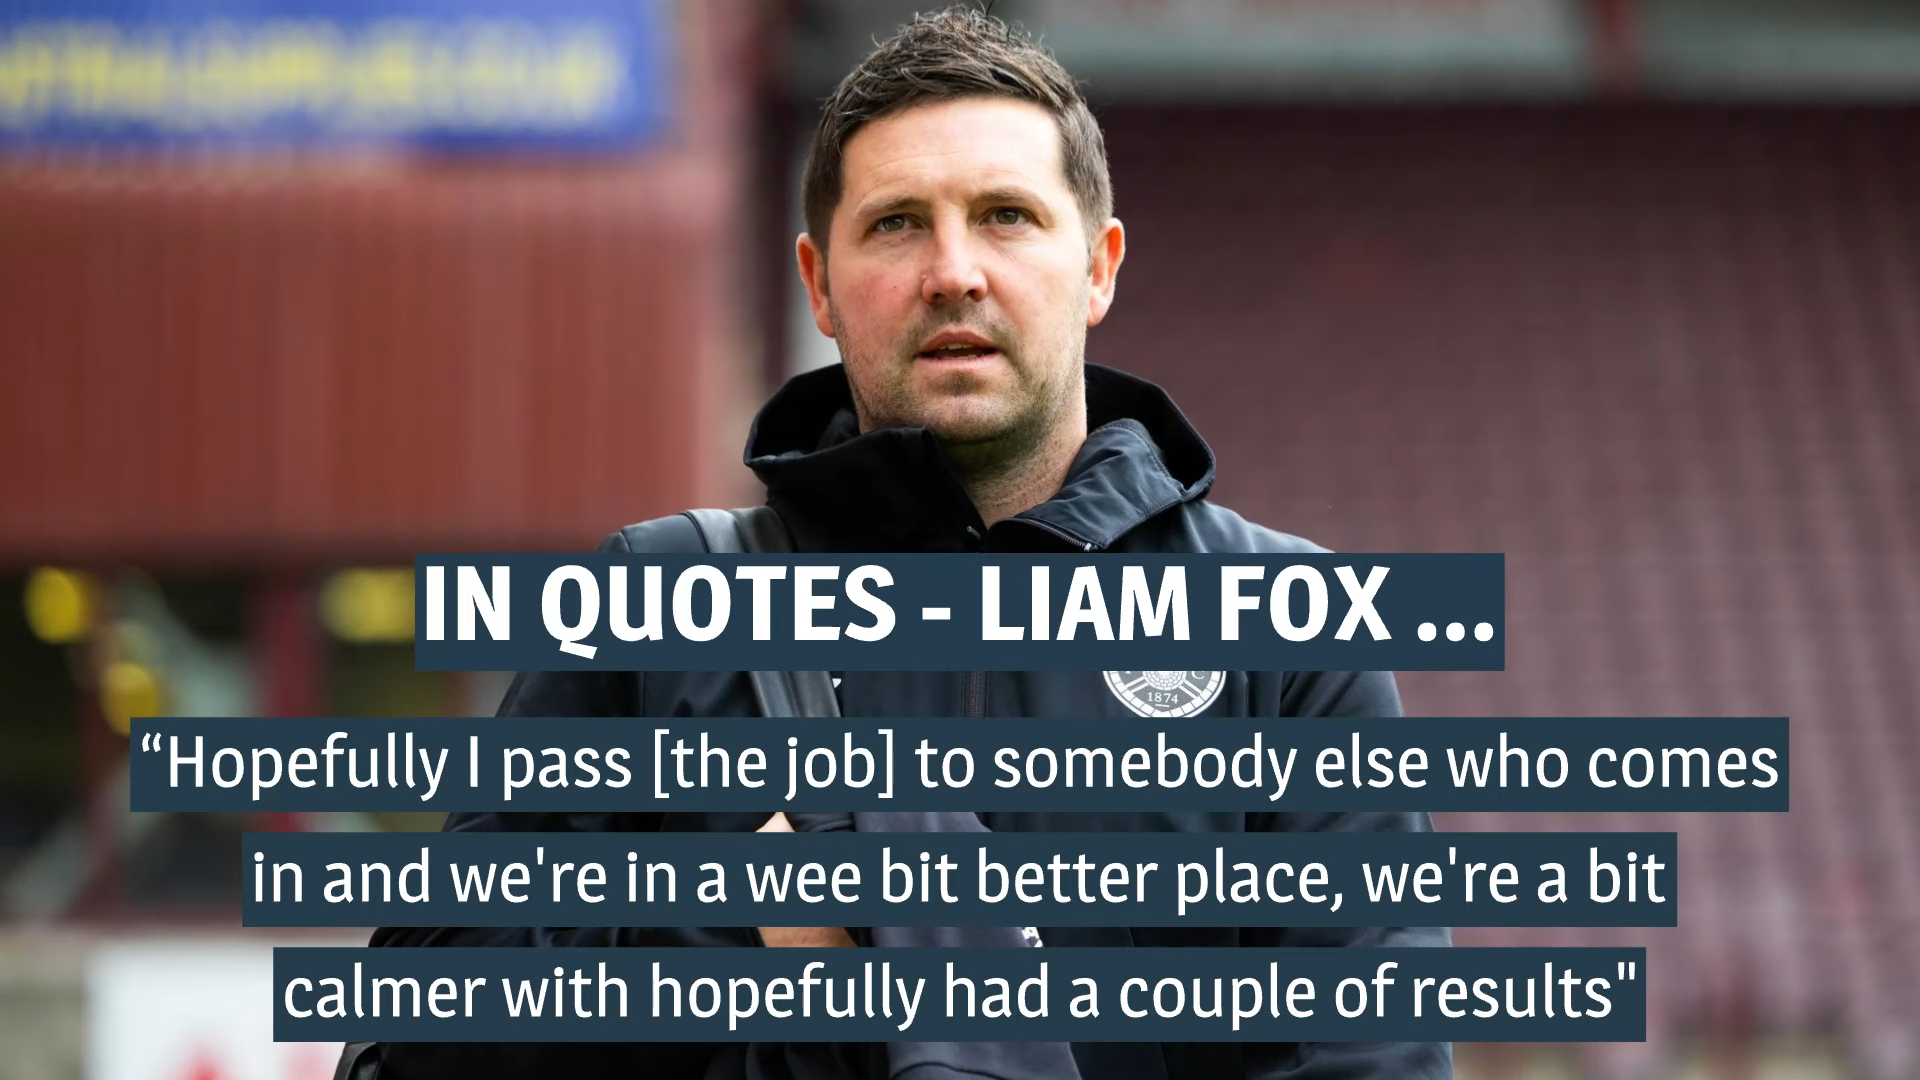 IN QUOTES - LIAM FOX ...
C
1874
“Hopefully I pass [the job] to somebody else who comes
in and we're in a wee bit better place, we're a bit
calmer with hopefully had a couple of results"